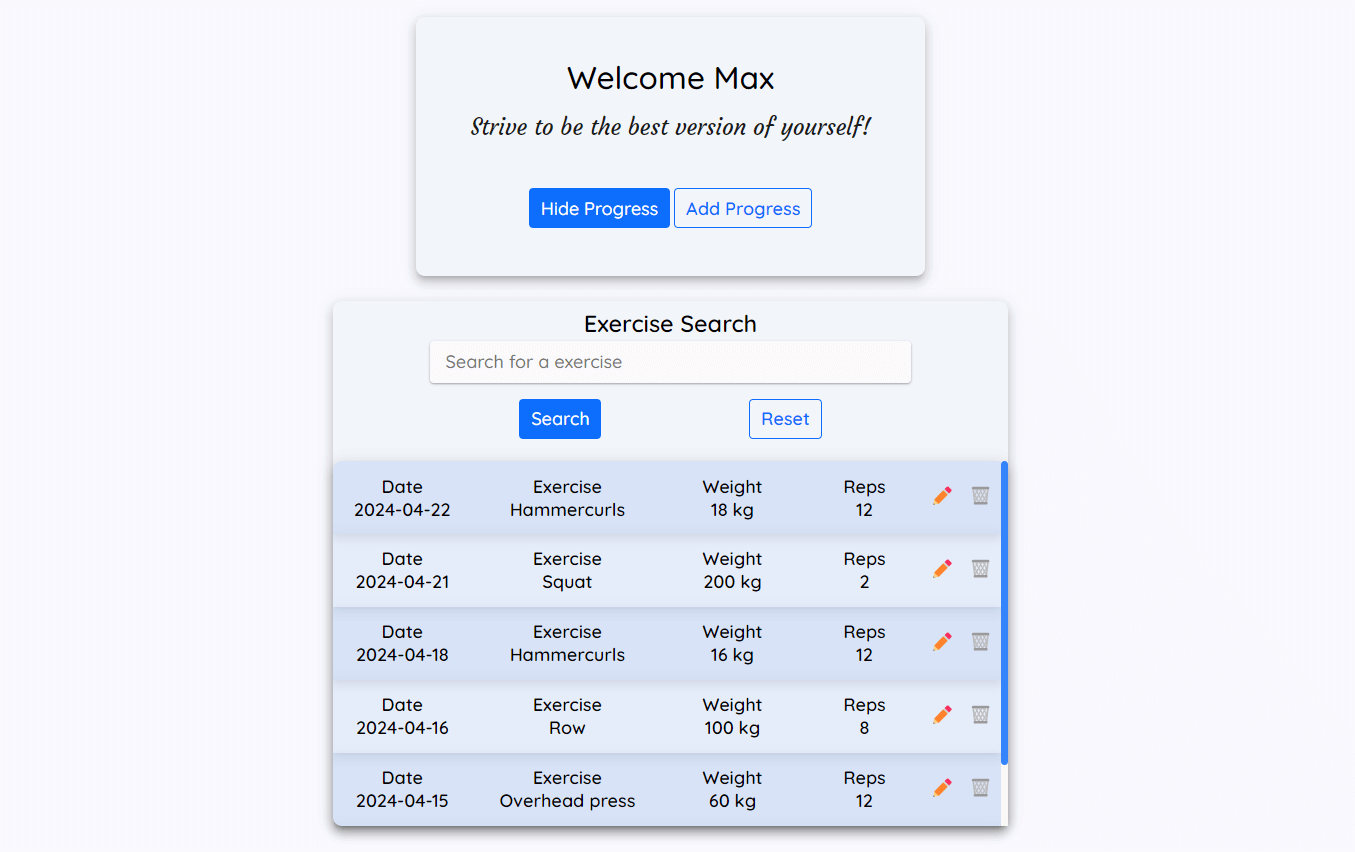 Welcome Max
Strive to be the best version of yourself!
Hide Progress Add Progress
Exercise Search
Search for a exercise
Search Reset
Date Exercise Weight Reps
2024-04-22 Hammercurls 18 kg 12
Date Exercise Weight Reps
2024-04-21 Squat 200 kg 2
Date Exercise Weight Reps
2024-04-18 Hammercurls 16 kg 12
Date Exercise Weight Reps
2024-04-16 Row 100 kg 8
Date Exercise Weight Reps
2024-04-15 Overhead press 60 kg 12